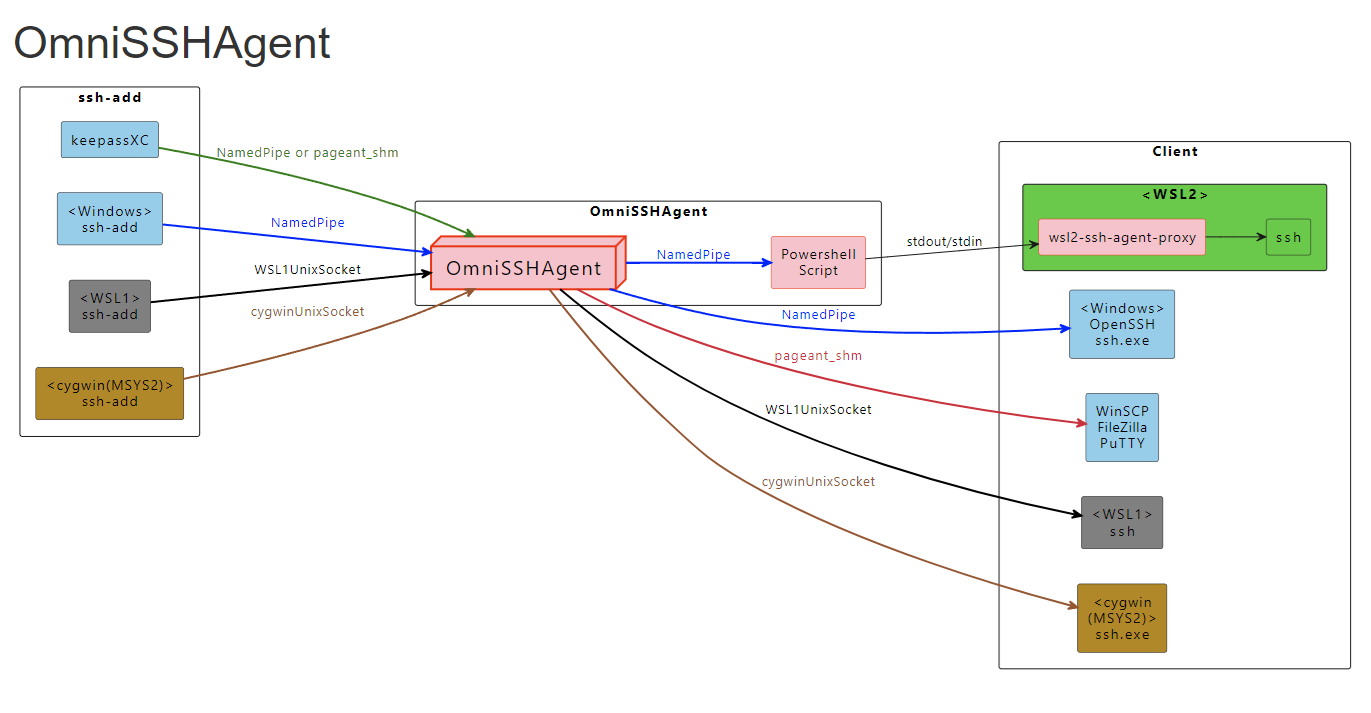 OmniSSHAgent
ssh-add
keepassXC
<Windows>
ssh-add
<WSL1>
ssh-add
<cygwin(MSYS2)>
ssh-add
NamedPipe or pageant_shm
NamedPipe
WSL1UnixSocket
cygwinUnixSocket
OmniSSHAgent
OmniSSHAgent
NamedPipe
Powershell
Script
stdout/stdin
NamedPipe
pageant_shm
WSL1UnixSocket
cygwinUnixSocket
Client
<WSL2>
wsl2-ssh-agent-proxy
ssh
<Windows>
OpenSSH
ssh.exe
WinSCP
FileZilla
PuTTY
<WSL1>
ssh
<cygwin
(MSYS2)>
ssh.exe